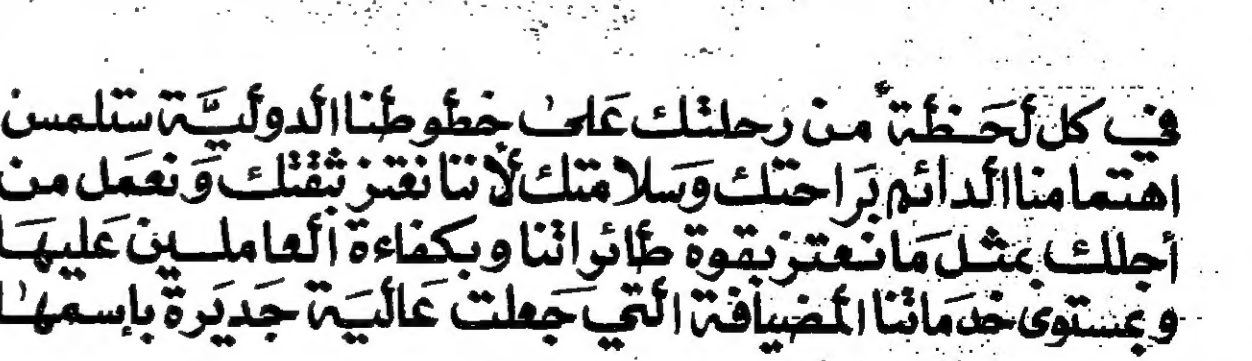 في كل لحظة من رحلتك على خطوطنا الدولية ستلمس
اهتمامنا الدائم براحتك وسلامتك لأننا نعتز بثقتك ونعمل من
أجلك بمثل ما نعتز بقوة طائراتنا وبكفاءة العاملين عليها
وبمستوى خدماتنا المضيافة التي جعلت عالية جديرة بإسمها